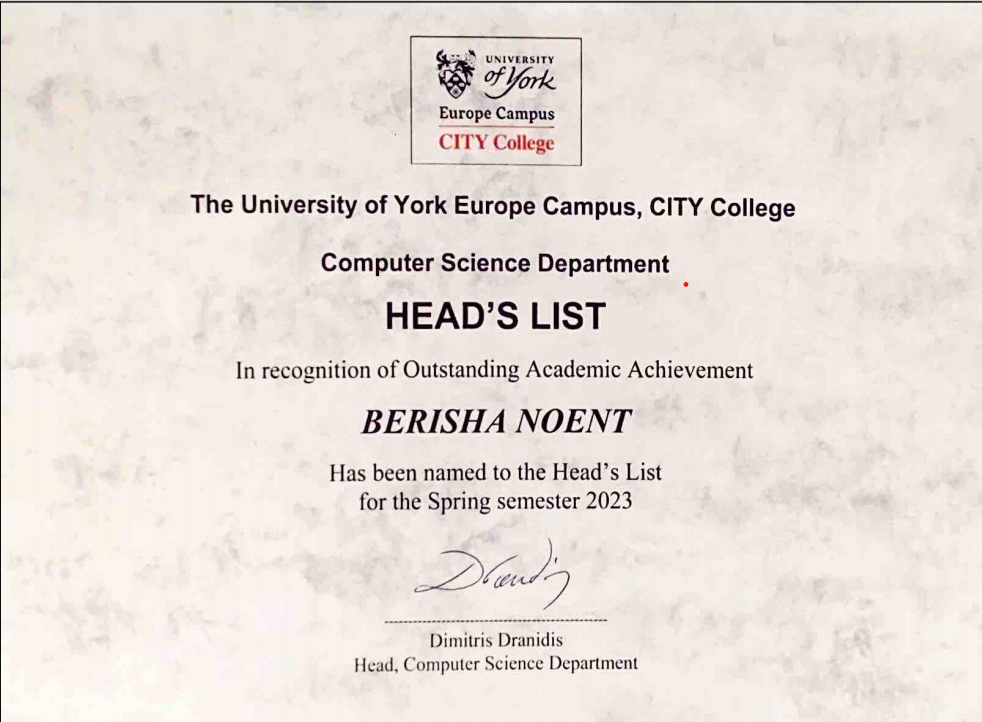 UNIVERSITY
of York
Europe Campus
CITY College
The University of York Europe Campus, CITY College
Computer Science Department
HEAD'S LIST
In recognition of Outstanding Academic Achievement
BERISHA NOENT
Has been named to the Head's List
for the Spring semester 2023
Dimitris Dranidis
Head, Computer Science Department